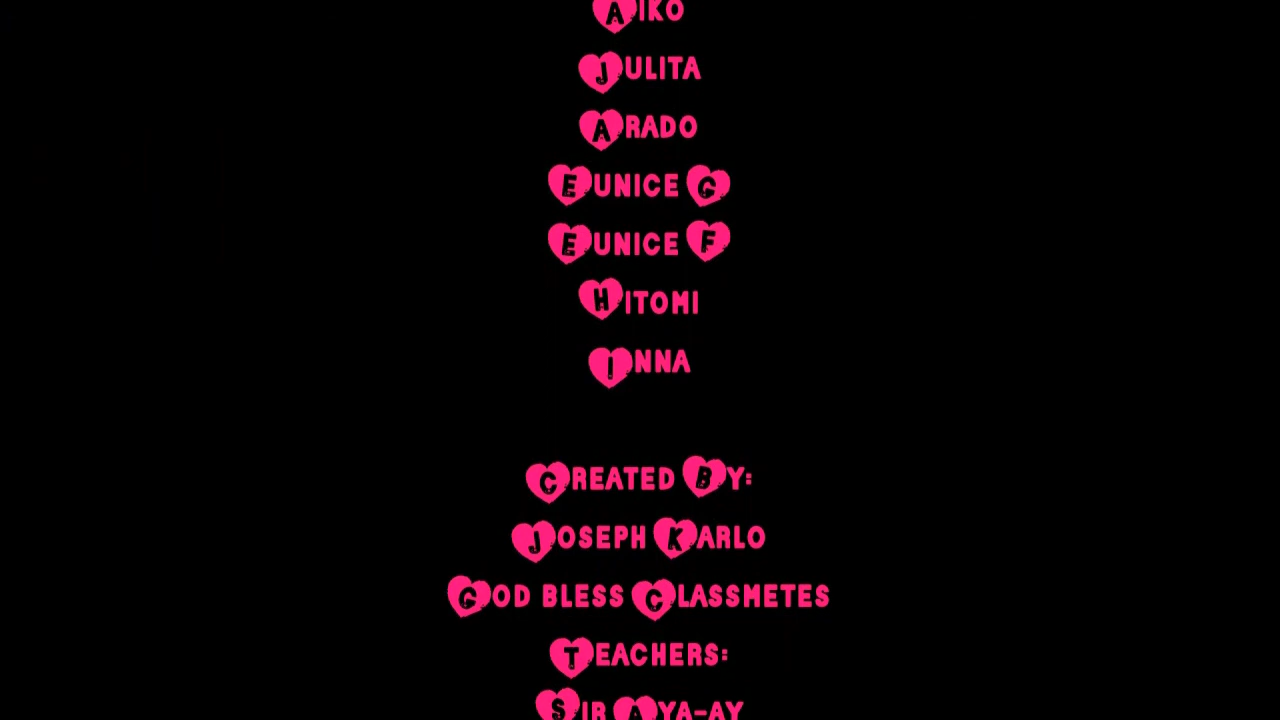 Aiko
Julita
Arado
Eunice G
Eunice F
Hitomi
Inna
Created By:
Joseph Karlo
God bless Classmetes
Teachers:
Sir Aya-ay